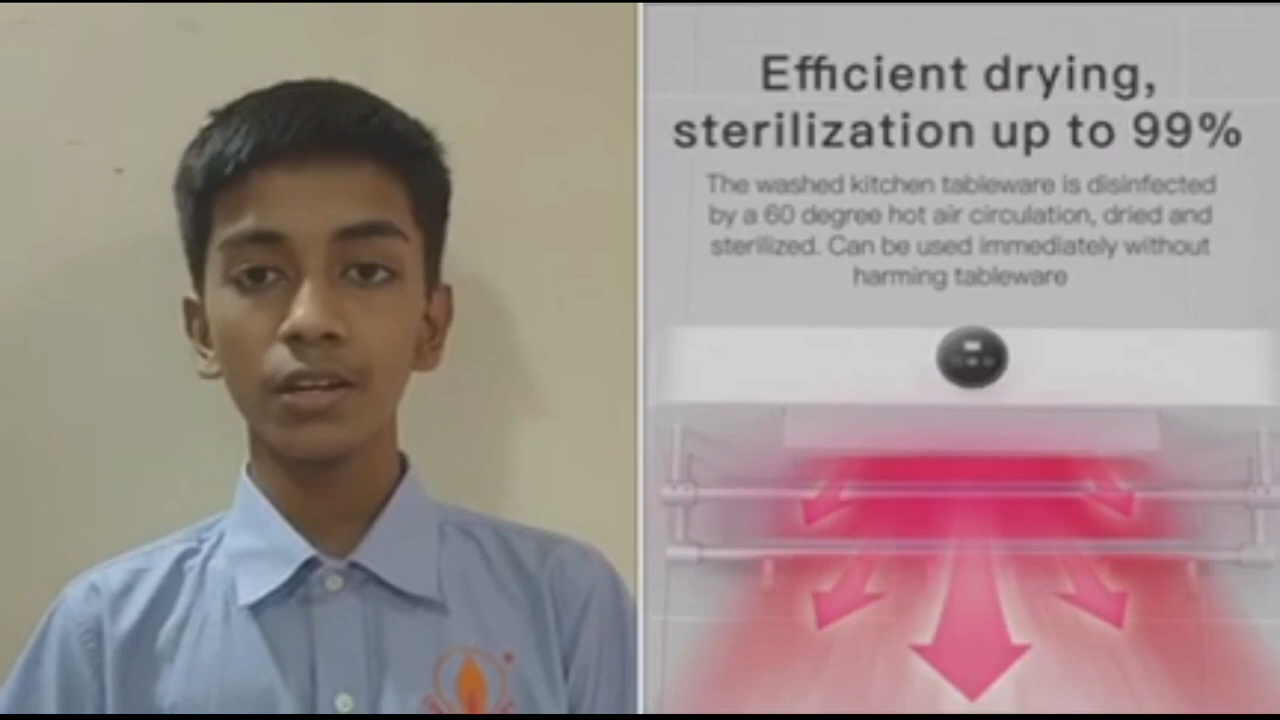 Efficient drying,
sterilization up to 99%
The washed kitchen tableware is disinfected
by a 60 degree hot air circulation, dried and
sterilized. Can be used immediately without
harming tableware